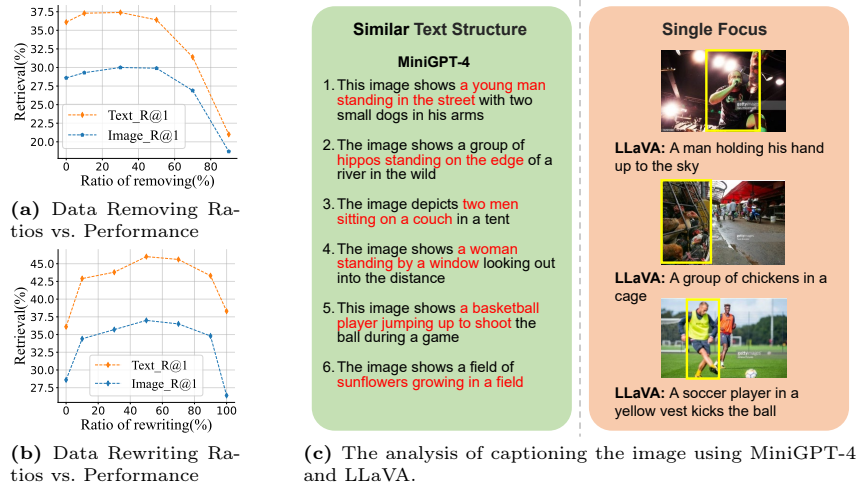 37.5
35.0
32.5
30.0
27.5
25.0
22.5
20.0
Retrieval(%)
Text_R@1
Image_R@1
0 20 40 60 80
Ratio of removing(%)
(a) Data Removing Ra-
tios vs. Performance
45.0
42.5
40.0
37.5
35.0
32.5
30.0
27.5
Retrieval(%)
Text_R@1
Image_R@1
0 20 40 60 80 100
Ratio of rewriting(%)
(b) Data Rewriting Ra-
tios vs. Performance
Similar Text Structure
MiniGPT-4
1. This image shows a young man
standing in the street with two
small dogs in his arms
2. The image shows a group of
hippos standing on the edge of a
river in the wild
3. The image depicts two men
sitting on a couch in a tent
4. The image shows a woman
standing by a window looking out
into the distance
5. This image shows a basketball
player jumping up to shoot the
ball during a game
6. The image shows a field of
sunflowers growing in a field
Single Focus
LLaVA: A man holding his hand
up to the sky
LLaVA: A group of chickens in a
cage
LLaVA: A soccer player in a
yellow vest kicks the ball
(c) The analysis of captioning the image using MiniGPT-4
and LLaVA.